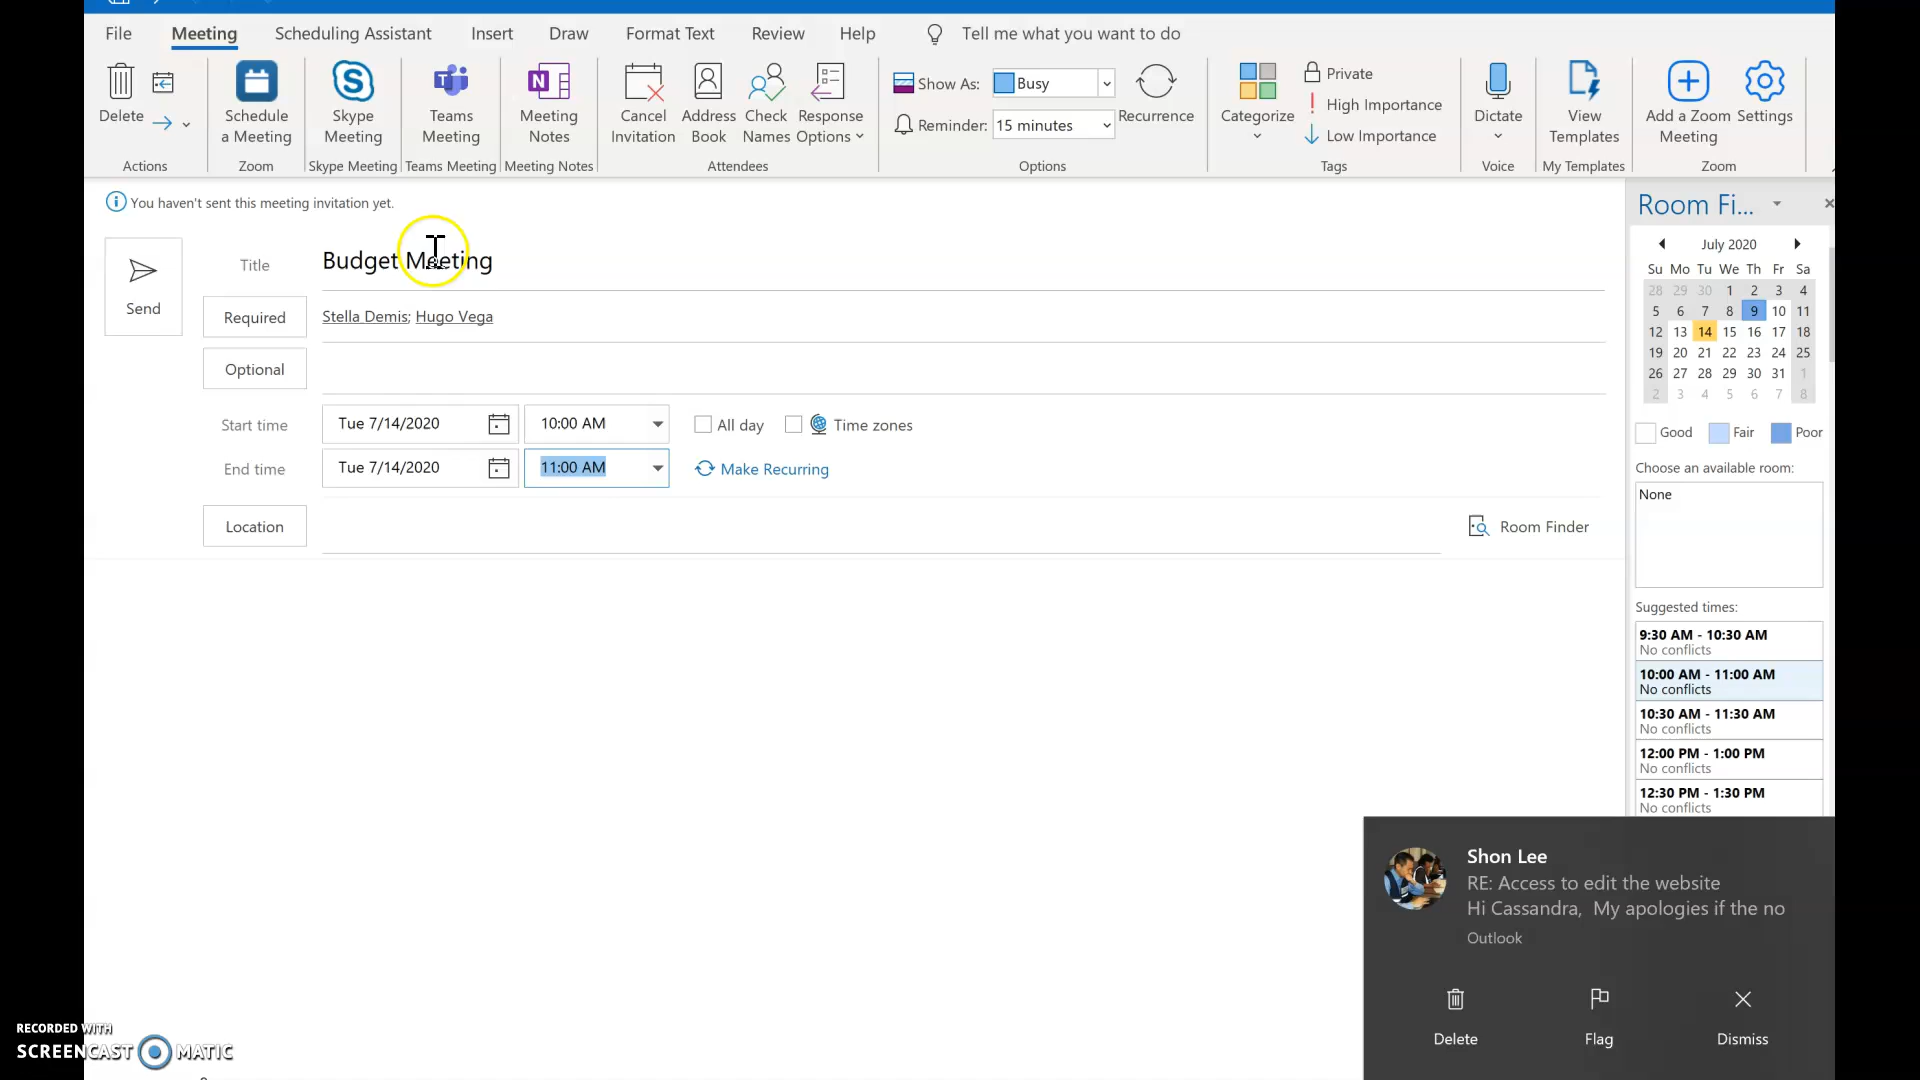 File Meeting Scheduling Assistant Insert Draw Format Text Review Help Tell me what you want to do
Delete
Actions
Schedule a Meeting
Zoom
Skype Meeting
Skype Meeting
Teams Meeting
Teams Meeting
Meeting Notes
Meeting Notes
Cancel Invitation
Address Book
Check Names
Response Options
Attendees
Show As: Busy
Reminder: 15 minutes
Recurrence
Options
Categorize
Private
High Importance
Low Importance
Tags
Dictate
Voice
View Templates
My Templates
Add a Zoom Meeting
Settings
Zoom
You haven't sent this meeting invitation yet.
Send
Title Budget Meeting
Required Stella Demis; Hugo Vega
Optional
Start time Tue 7/14/2020 10:00 AM All day Time zones
End time Tue 7/14/2020 11:00 AM Make Recurring
Location Room Finder
Room Fi...
July 2020
Su Mo Tu We Th Fr Sa
28 29 30 1 2 3 4
5 6 7 8 9 10 11
12 13 14 15 16 17 18
19 20 21 22 23 24 25
26 27 28 29 30 31 1
2 3 4 5 6 7 8
Good Fair Poor
Choose an available room:
None
Suggested times:
9:30 AM - 10:30 AM
No conflicts
10:00 AM - 11:00 AM
No conflicts
10:30 AM - 11:30 AM
No conflicts
12:00 PM - 1:00 PM
No conflicts
12:30 PM - 1:30 PM
No conflicts
Shon Lee
RE: Access to edit the website
Hi Cassandra, My apologies if the no
Outlook
Delete Flag Dismiss
RECORDED WITH
SCREENCAST MATIC